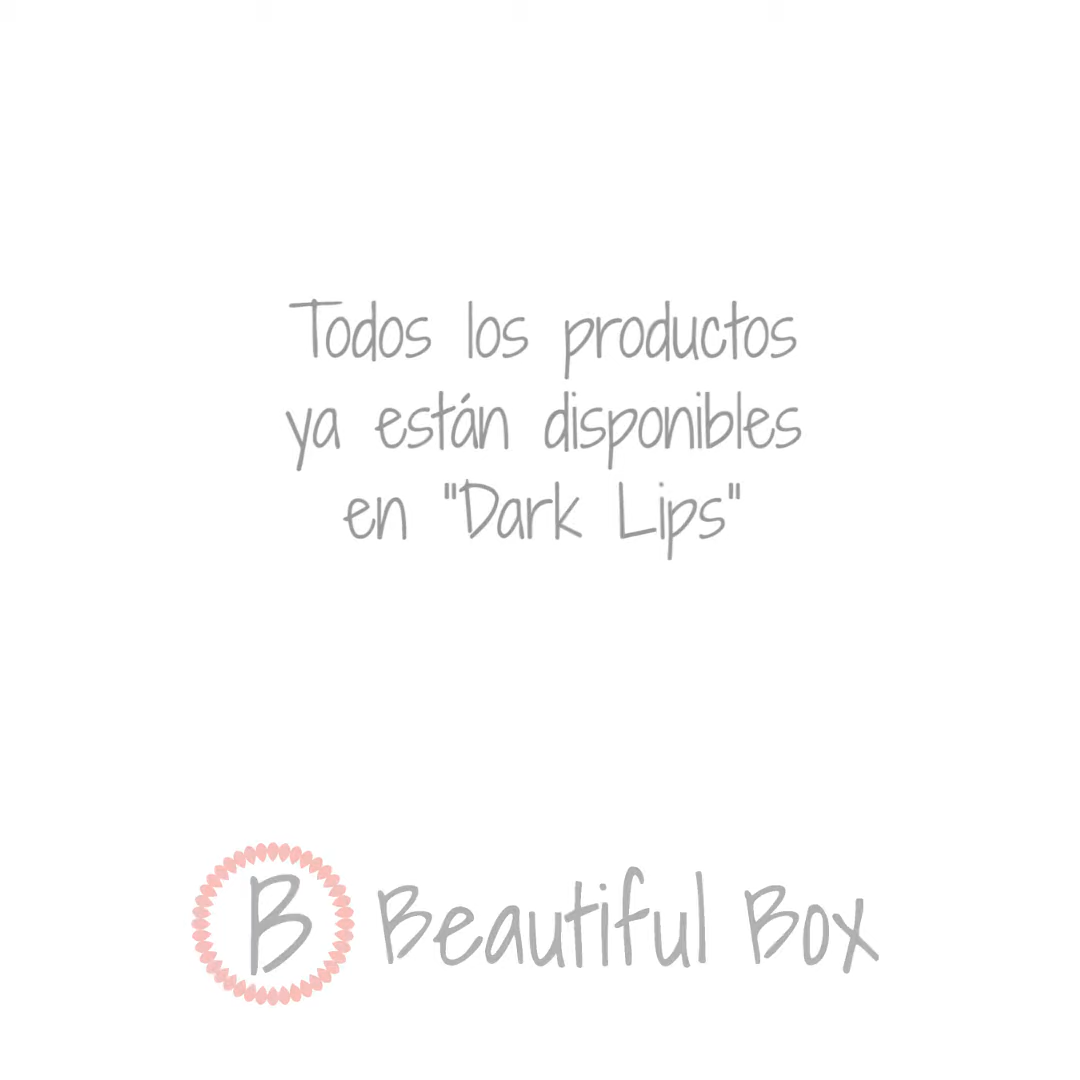 Todos los productos
ya están disponibles
en "Dark Lips"
B Beautiful Box